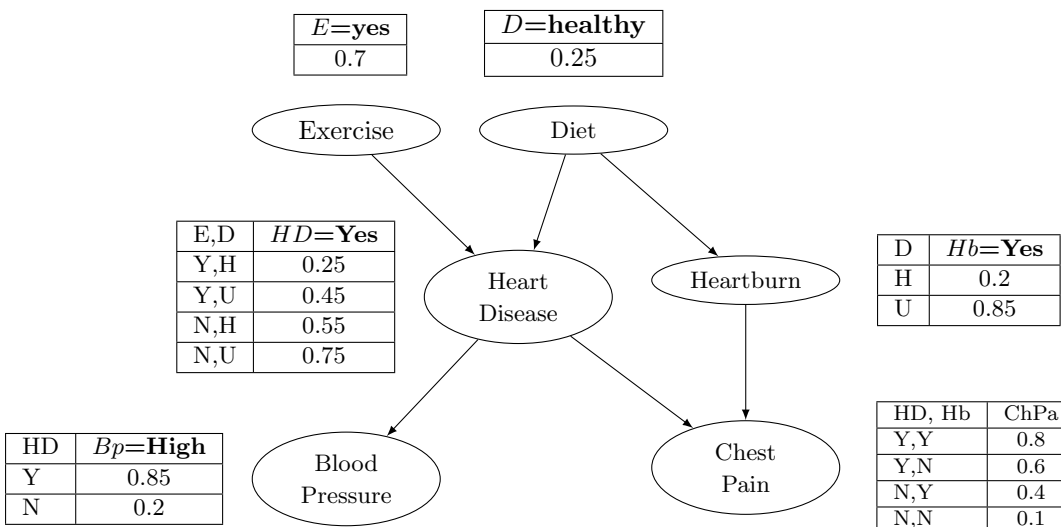 E=yes
0.7
D=healthy
0.25
Exercise
Diet
E,D HD=Yes
Y,H 0.25
Y,U 0.45
N,H 0.55
N,U 0.75
Heart
Disease
Heartburn
D Hb=Yes
H 0.2
U 0.85
HD Bp=High
Y 0.85
N 0.2
Blood
Pressure
Chest
Pain
HD, Hb ChPa
Y,Y 0.8
Y,N 0.6
N,Y 0.4
N,N 0.1